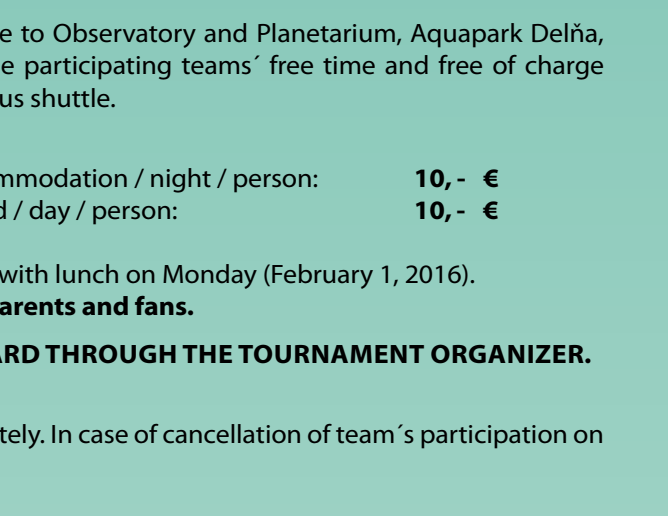 e to Observatory and Planetarium, Aquapark Delňa,
e participating teams´ free time and free of charge
us shuttle.
mmodation / night / person: 10,- €
d / day / person: 10,- €
with lunch on Monday (February 1, 2016).
arents and fans.
ARD THROUGH THE TOURNAMENT ORGANIZER.
tely. In case of cancellation of team´s participation on